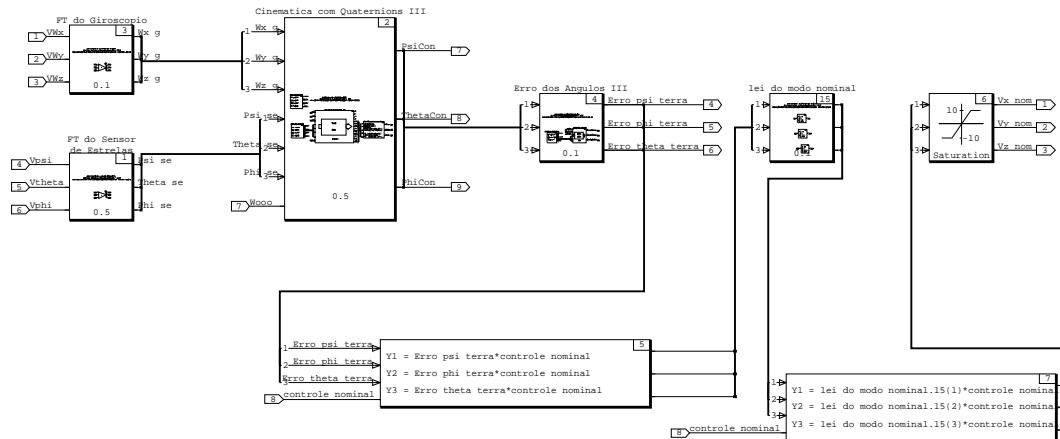 FT do Giroscopio
Cinematica com Quaternions III
3
2
1
VWx
Wx g
2
VWy
Wy g
3
VWz
Wz g
0.1
1
Wx g
2
Wy g
3
Wz g
PsiCon
7
ThetaCon
8
PhiCon
9
Psi se
1
Theta se
2
Phi se
3
7
Wooo
0.5
FT do Sensor
de Estrelas
1
4
Vpsi
Psi se
5
Vtheta
Theta se
6
Vphi
Phi se
0.5
Erro dos Angulos III
4
1
2
3
0.1
Erro psi terra
4
Erro phi terra
5
Erro theta terra
6
lei do modo nominal
15
1
2
3
0.1
6
1
2
3
10
-10
Saturation
Vx nom
1
Vy nom
2
Vz nom
3
5
1
Erro psi terra
2
Erro phi terra
3
Erro theta terra
8
controle nominal
Y1 = Erro psi terra*controle nominal
Y2 = Erro phi terra*controle nominal
Y3 = Erro theta terra*controle nominal
7
1
2
3
8
controle nominal
Y1 = lei do modo nominal.15(1)*controle nominal
Y2 = lei do modo nominal.15(2)*controle nominal
Y3 = lei do modo nominal.15(3)*controle nominal